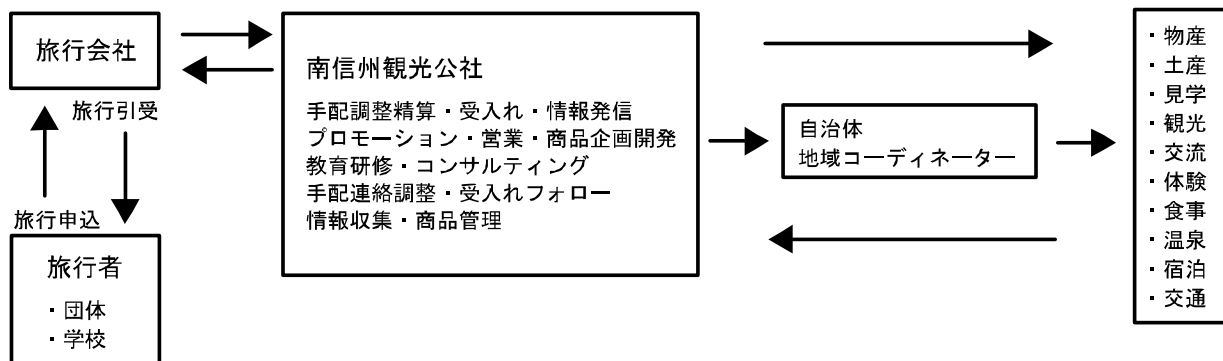 旅行会社
旅行引受
旅行申込
旅行者
・団体
・学校
南信州観光公社
手配調整精算・受入れ・情報発信
プロモーション・営業・商品企画開発
教育研修・コンサルティング
手配連絡調整・受入れフォロー
情報収集・商品管理
自治体
地域コーディネーター
・物産
・土産
・見学
・観光
・交流
・体験
・食事
・温泉
・宿泊
・交通